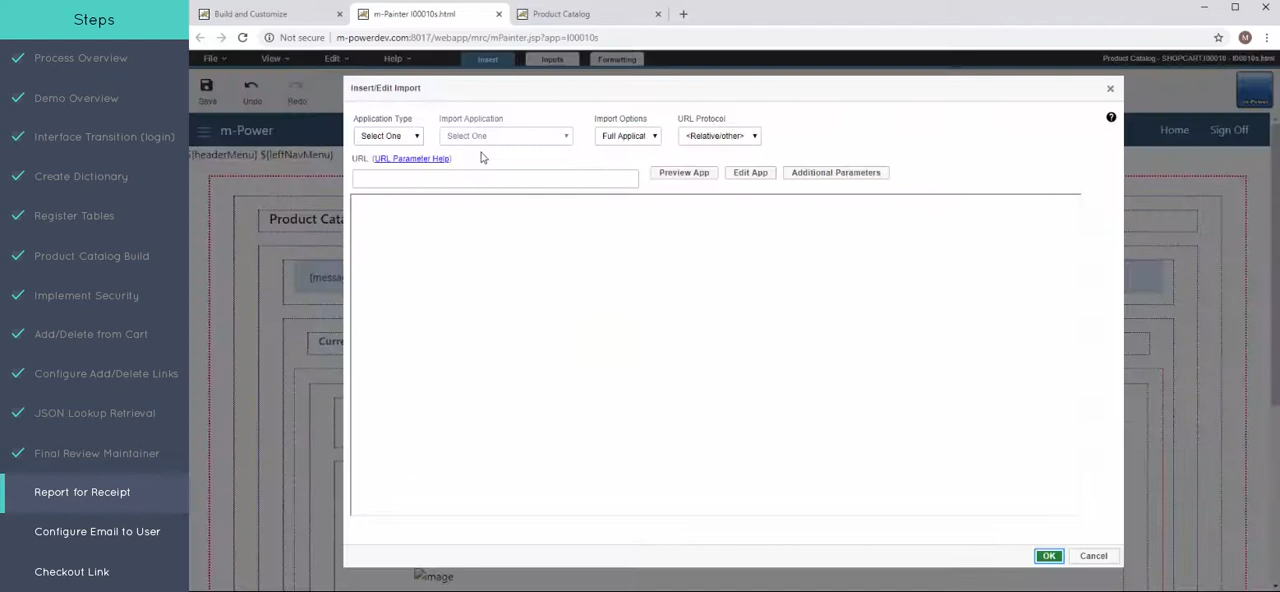 Steps
Process Overview
Demo Overview
Interface Transition (login)
Create Dictionary
Register Tables
Product Catalog Build
Implement Security
Add/Delete from Cart
Configure Add/Delete Links
JSON Lookup Retrieval
Final Review Maintainer
Report for Receipt
Configure Email to User
Checkout Link
Build and Customize
m-Painter I00010s.html
Product Catalog
Not secure | m-powerdev.com:8017/webapp/mrc/mPainter.jsp?app=I00010s
M
File View Edit Help Insert Inputs Formatting
Product Catalog - SHOPCART.I00010 - I00010s.html
Save Undo Redo
m-Power
Home Sign Off
${headerMenu} ${leftNavMenu}
Product Cata
{messa
Curre
Insert/Edit Import
Application Type Import Application Import Options URL Protocol
Select One Select One Full Applicat <Relative/other>
URL (URL Parameter Help)
Preview App Edit App Additional Parameters
OK Cancel
image